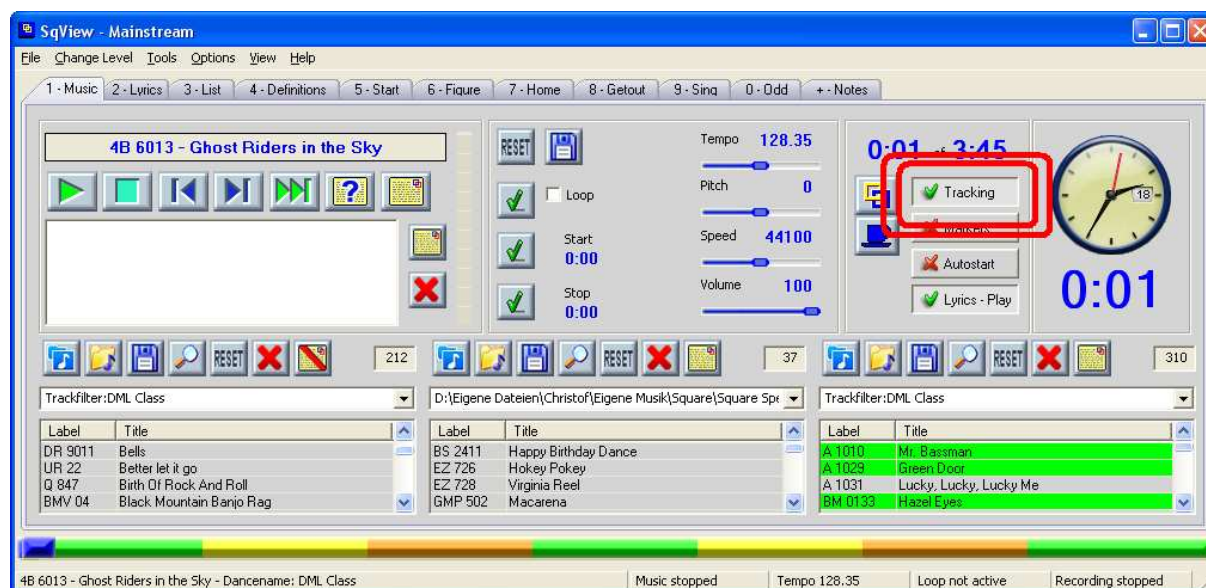 SqView - Mainstream
File Change Level Tools Options View Help
1 - Music 2 - Lyrics 3 - List 4 - Definitions 5 - Start 6 - Figure 7 - Home 8 - Getout 9 - Sing 0 - Odd + - Notes
4B 6013 - Ghost Riders in the Sky
RESET
Loop
Start
0:00
Stop
0:00
Tempo 128.35
Pitch 0
Speed 44100
Volume 100
0:01 of 3:45
Tracking
Markers
Autostart
Lyrics - Play
18
0:01
RESET 212
RESET 37
RESET 310
Trackfilter:DML Class
D:\Eigene Dateien\Christof\Eigene Musik\Square\Square Spe
Trackfilter:DML Class
Label Title
DR 9011 Bells
UR 22 Better let it go
Q 847 Birth Of Rock And Roll
BMV 04 Black Mountain Banjo Rag
Label Title
BS 2411 Happy Birthday Dance
EZ 726 Hokey Pokey
EZ 728 Virginia Reel
GMP 502 Macarena
Label Title
A 1010 Mr. Bassman
A 1029 Green Door
A 1031 Lucky, Lucky, Lucky Me
BM 0133 Hazel Eyes
4B 6013 - Ghost Riders in the Sky - Dancename: DML Class Music stopped Tempo 128.35 Loop not active Recording stopped